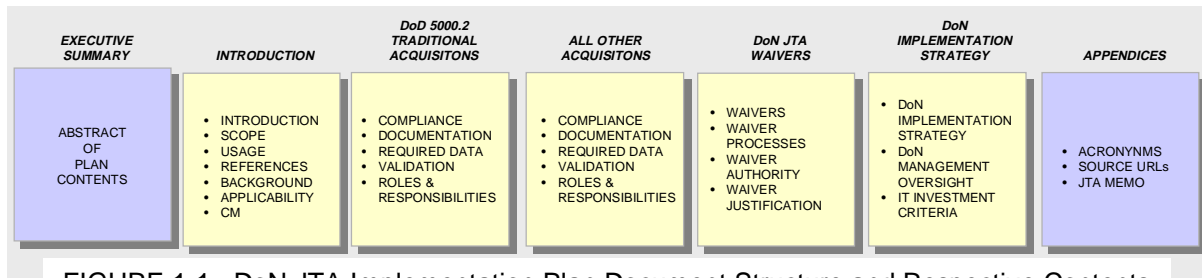 EXECUTIVE
SUMMARY
ABSTRACT
OF
PLAN
CONTENTS
INTRODUCTION
• INTRODUCTION
• SCOPE
• USAGE
• REFERENCES
• BACKGROUND
• APPLICABILITY
• CM
DoD 5000.2
TRADITIONAL
ACQUISITONS
• COMPLIANCE
• DOCUMENTATION
• REQUIRED DATA
• VALIDATION
• ROLES &
RESPONSIBILITIES
ALL OTHER
ACQUISITONS
• COMPLIANCE
• DOCUMENTATION
• REQUIRED DATA
• VALIDATION
• ROLES &
RESPONSIBILITIES
DoN JTA
WAIVERS
• WAIVERS
• WAIVER
PROCESSES
• WAIVER
AUTHORITY
• WAIVER
JUSTIFICATION
DoN
IMPLEMENTATION
STRATEGY
• DoN
IMPLEMENTATION
STRATEGY
• DoN
MANAGEMENT
OVERSIGHT
• IT INVESTMENT
CRITERIA
APPENDICES
• ACRONYNMS
• SOURCE URLs
• JTA MEMO
FIGURE 1-1. DoN JTA Implementation Plan Document Structure and Respective Contents